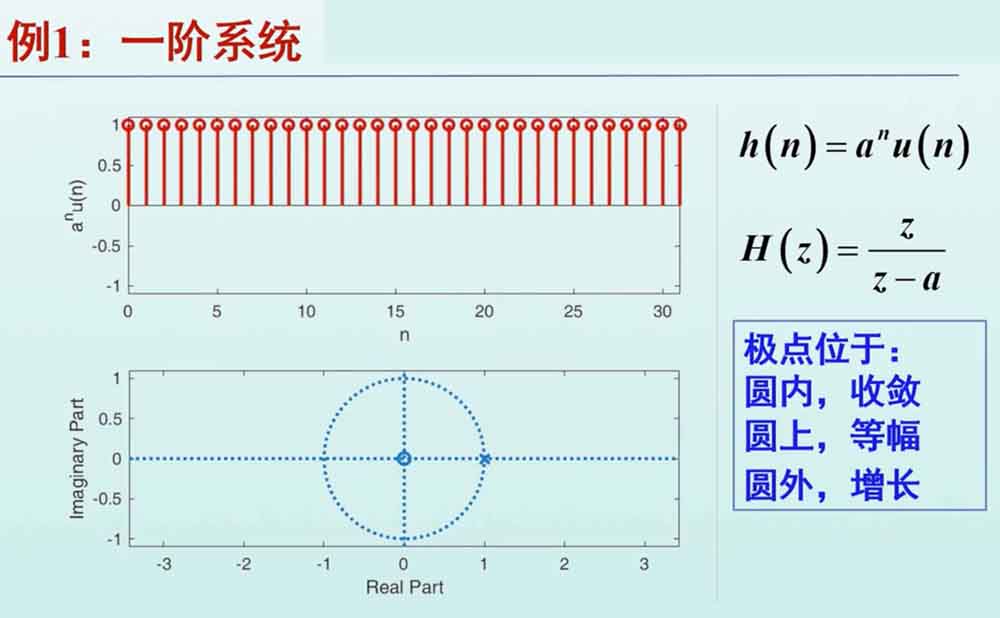 例1：一阶系统
1
0.5
0
-0.5
-1
aⁿu(n)
0 5 10 15 20 25 30
n
h(n)=aⁿu(n)
H(z)=z/(z-a)
1
0.5
0
-0.5
-1
Imaginary Part
-3 -2 -1 0 1 2 3
Real Part
极点位于：
圆内，收敛
圆上，等幅
圆外，增长